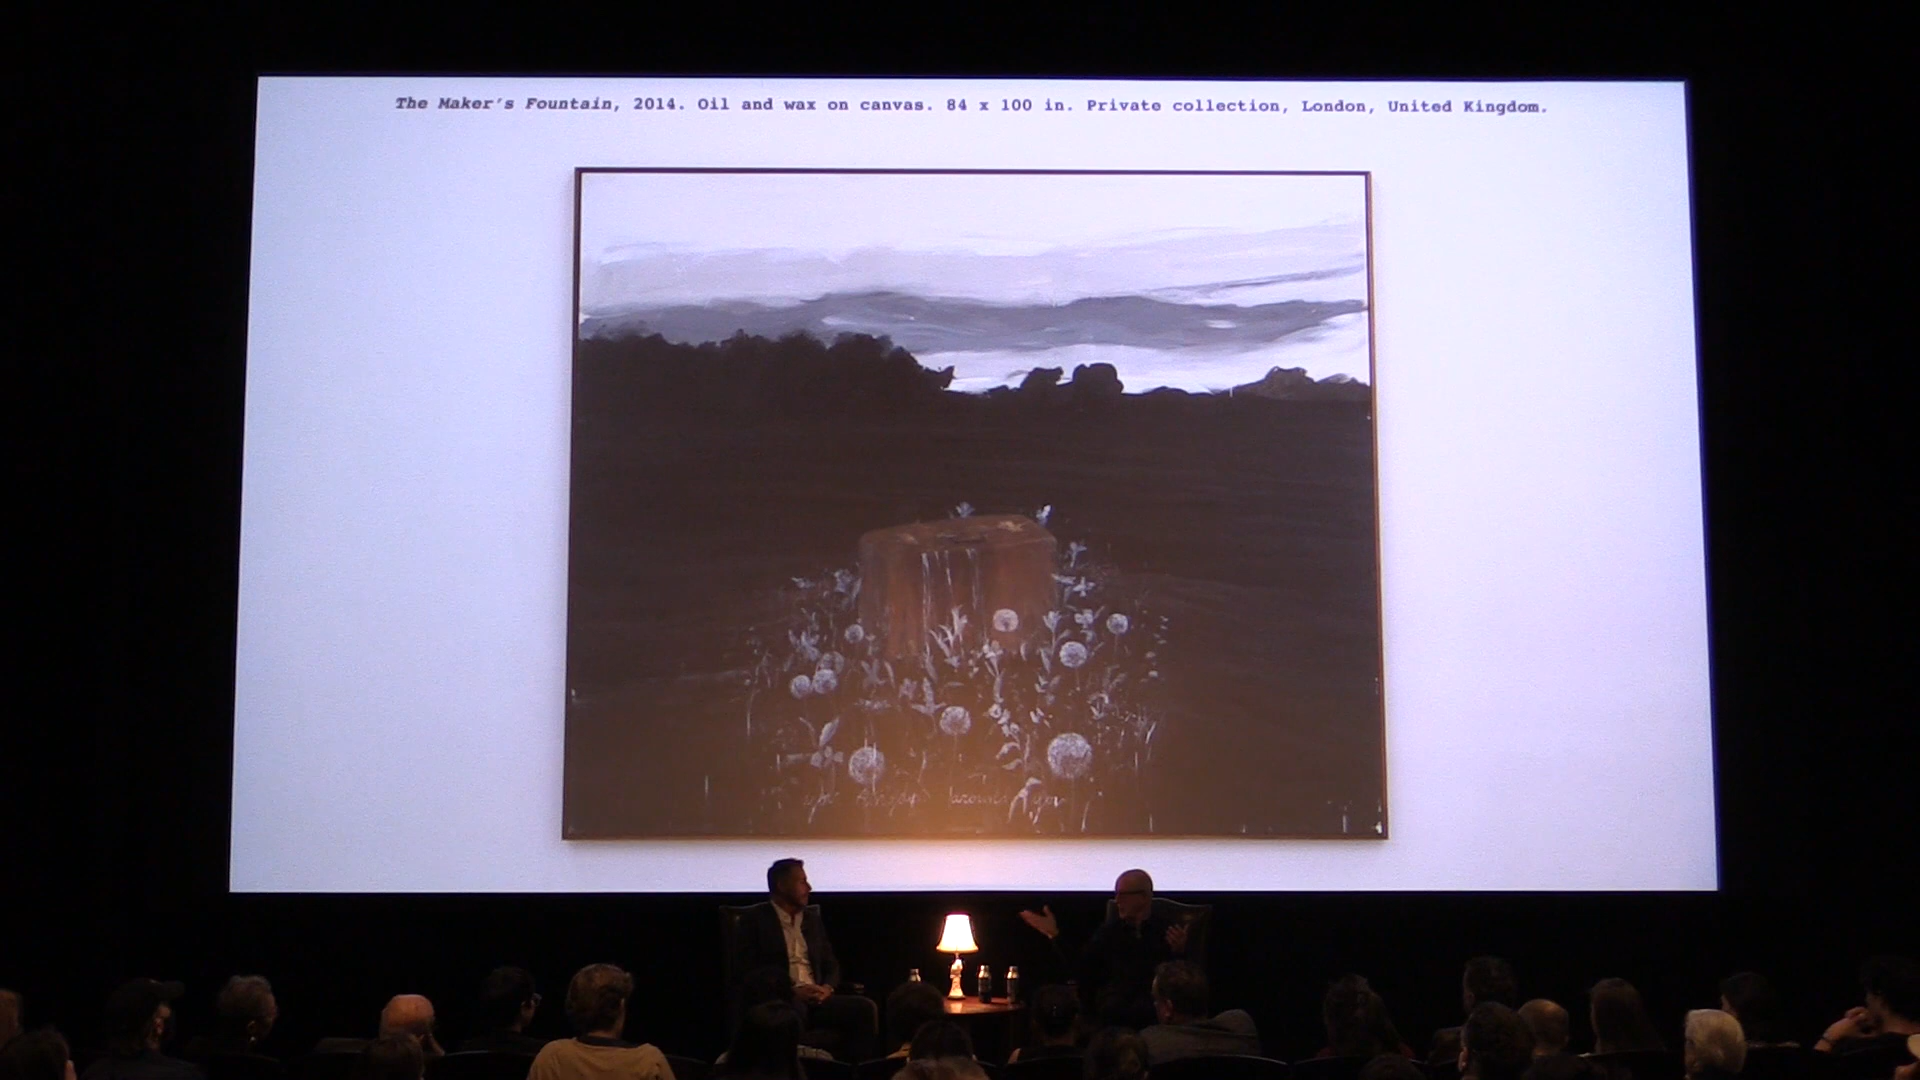 The Maker's Fountain, 2014. Oil and wax on canvas. 84 x 100 in. Private collection, London, United Kingdom.